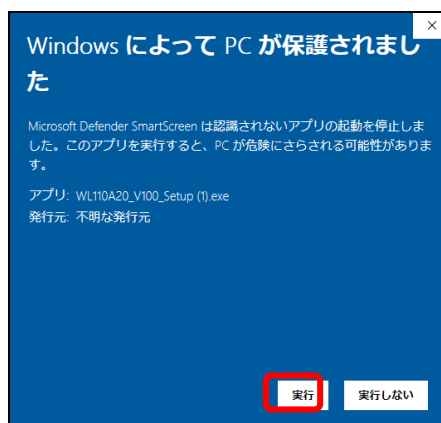 Windows によって PC が保護されまし
た
Microsoft Defender SmartScreen は認識されないアプリの起動を停止しま
した。このアプリを実行すると、PC が危険にさらされる可能性がありま
す。
アプリ: WL110A20_V100_Setup (1).exe
発行元: 不明な発行元
実行
実行しない